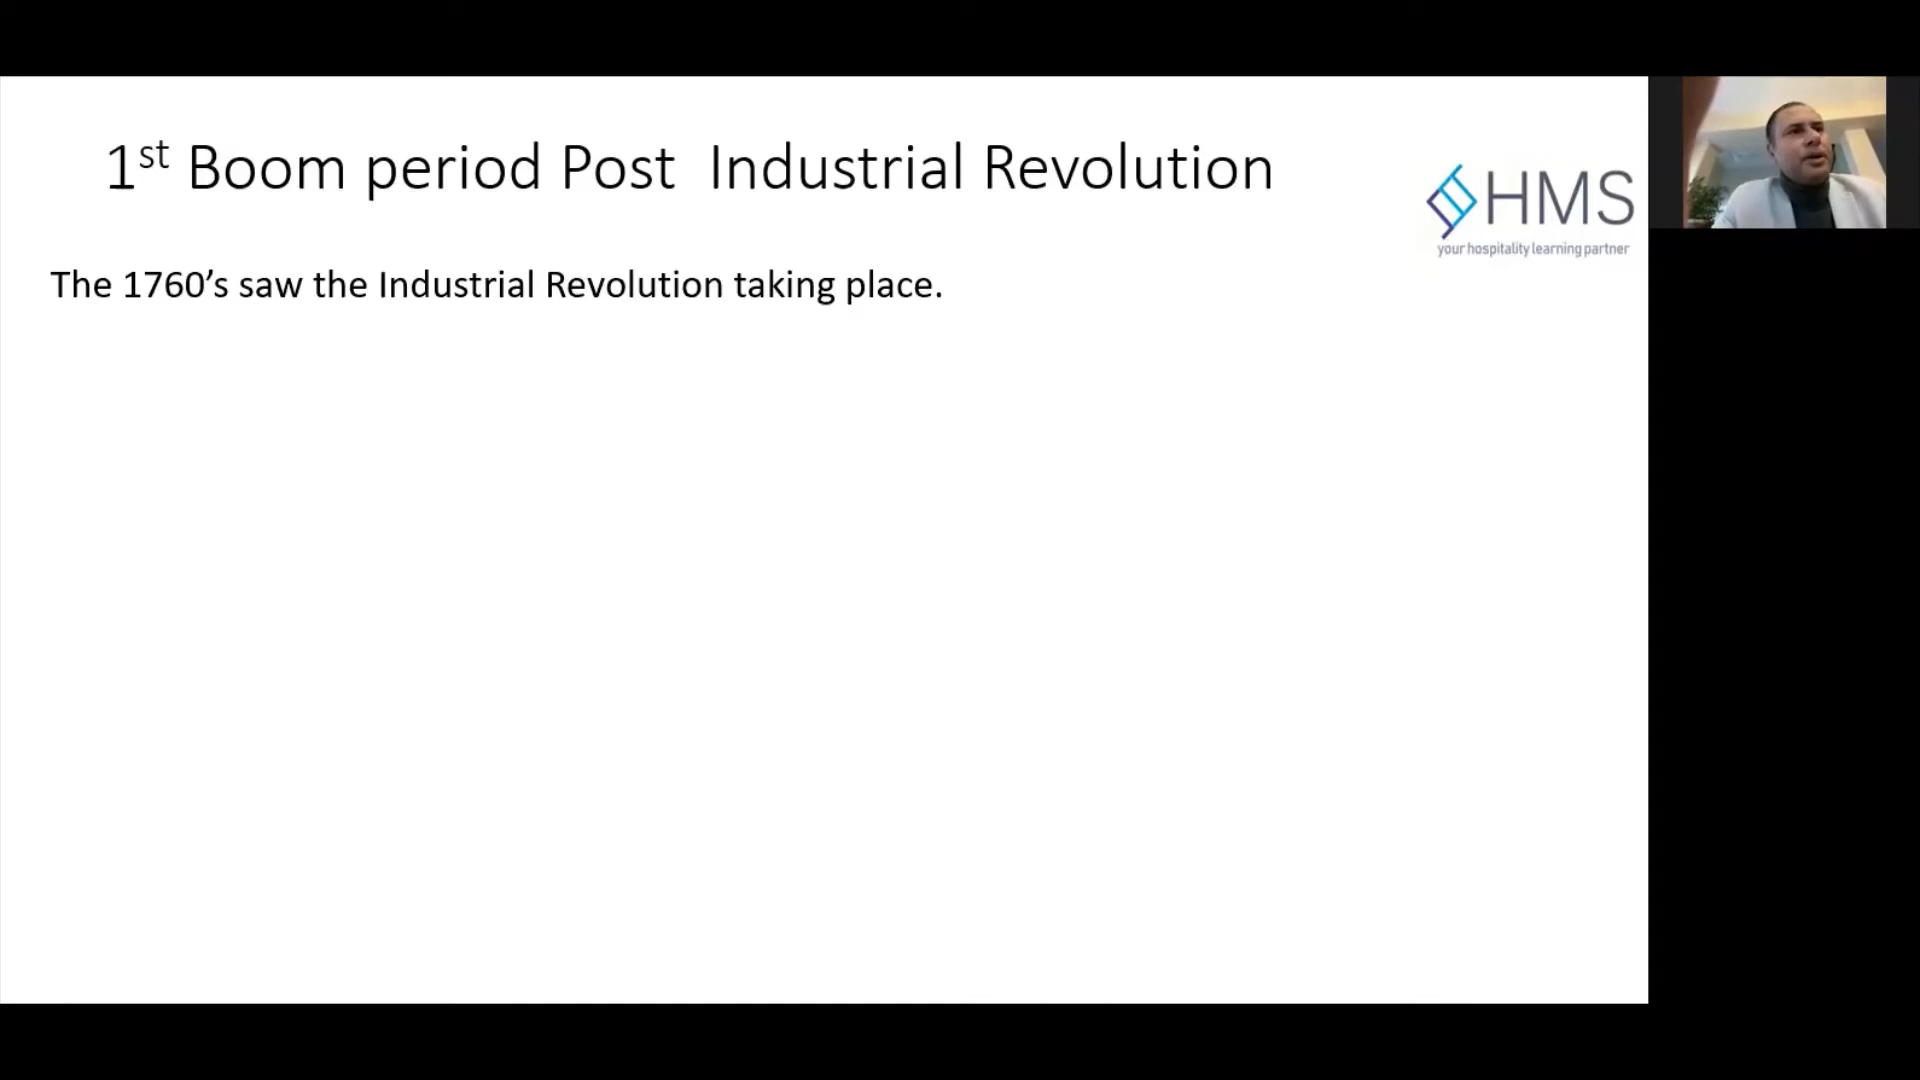 1st Boom period Post  Industrial Revolution
HMS
your hospitality learning partner
The 1760’s saw the Industrial Revolution taking place.